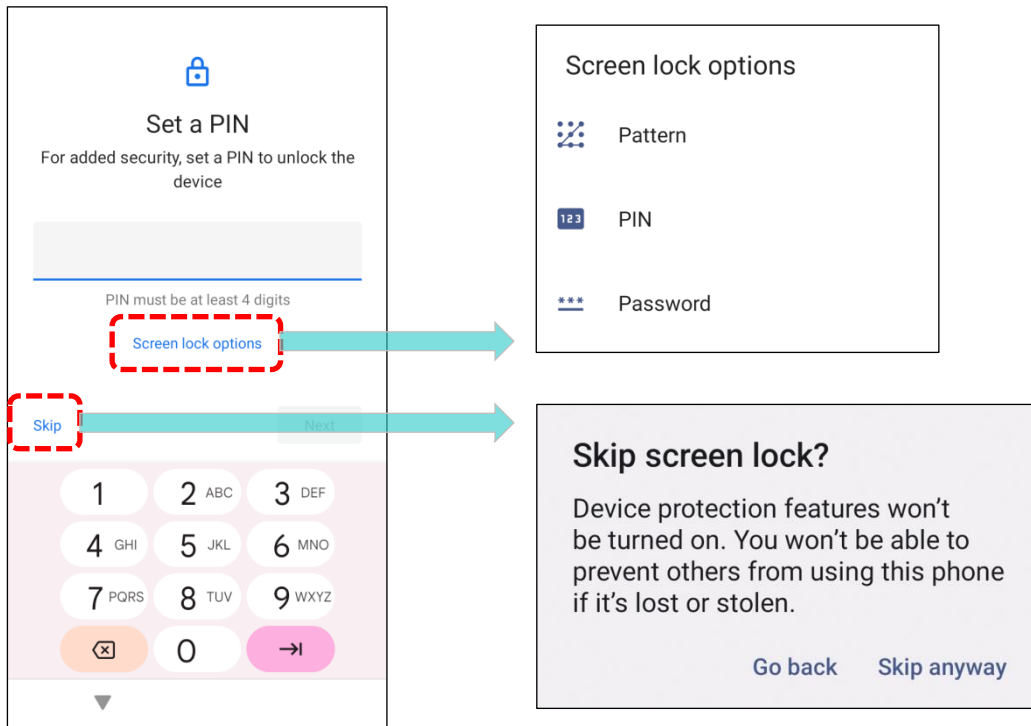 Set a PIN
For added security, set a PIN to unlock the
device
PIN must be at least 4 digits
Screen lock options
Skip
Next
1
2 ABC
3 DEF
4 GHI
5 JKL
6 MNO
7 PQRS
8 TUV
9 WXYZ
0
Screen lock options
Pattern
123 PIN
*** Password
Skip screen lock?
Device protection features won’t
be turned on. You won’t be able to
prevent others from using this phone
if it’s lost or stolen.
Go back
Skip anyway